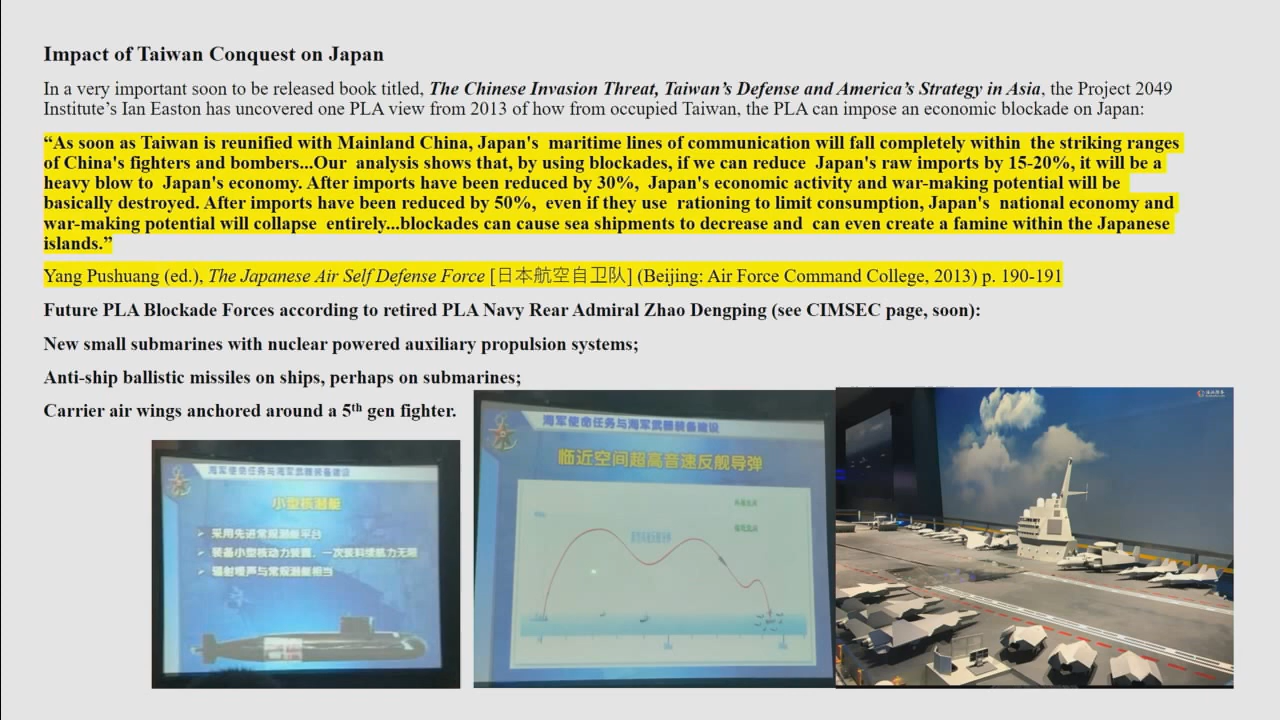 Impact of Taiwan Conquest on Japan
In a very important soon to be released book titled, The Chinese Invasion Threat, Taiwan’s Defense and America’s Strategy in Asia, the Project 2049
Institute’s Ian Easton has uncovered one PLA view from 2013 of how from occupied Taiwan, the PLA can impose an economic blockade on Japan:
“As soon as Taiwan is reunified with Mainland China, Japan's maritime lines of communication will fall completely within the striking ranges
of China's fighters and bombers...Our analysis shows that, by using blockades, if we can reduce Japan's raw imports by 15-20%, it will be a
heavy blow to Japan's economy. After imports have been reduced by 30%, Japan's economic activity and war-making potential will be
basically destroyed. After imports have been reduced by 50%, even if they use rationing to limit consumption, Japan's national economy and
war-making potential will collapse entirely...blockades can cause sea shipments to decrease and can even create a famine within the Japanese
islands.”
Yang Pushuang (ed.), The Japanese Air Self Defense Force [日本航空自卫队] (Beijing: Air Force Command College, 2013) p. 190-191
Future PLA Blockade Forces according to retired PLA Navy Rear Admiral Zhao Dengping (see CIMSEC page, soon):
New small submarines with nuclear powered auxiliary propulsion systems;
Anti-ship ballistic missiles on ships, perhaps on submarines;
Carrier air wings anchored around a 5th gen fighter.
海军使命任务与海军武器装备建设
小型核潜艇
采用先进常规潜艇平台
装备小型核动力装置，一次装料续航力无限
辐射噪声与常规潜艇相当
海军使命任务与海军武器装备建设
临近空间超高音速反舰导弹